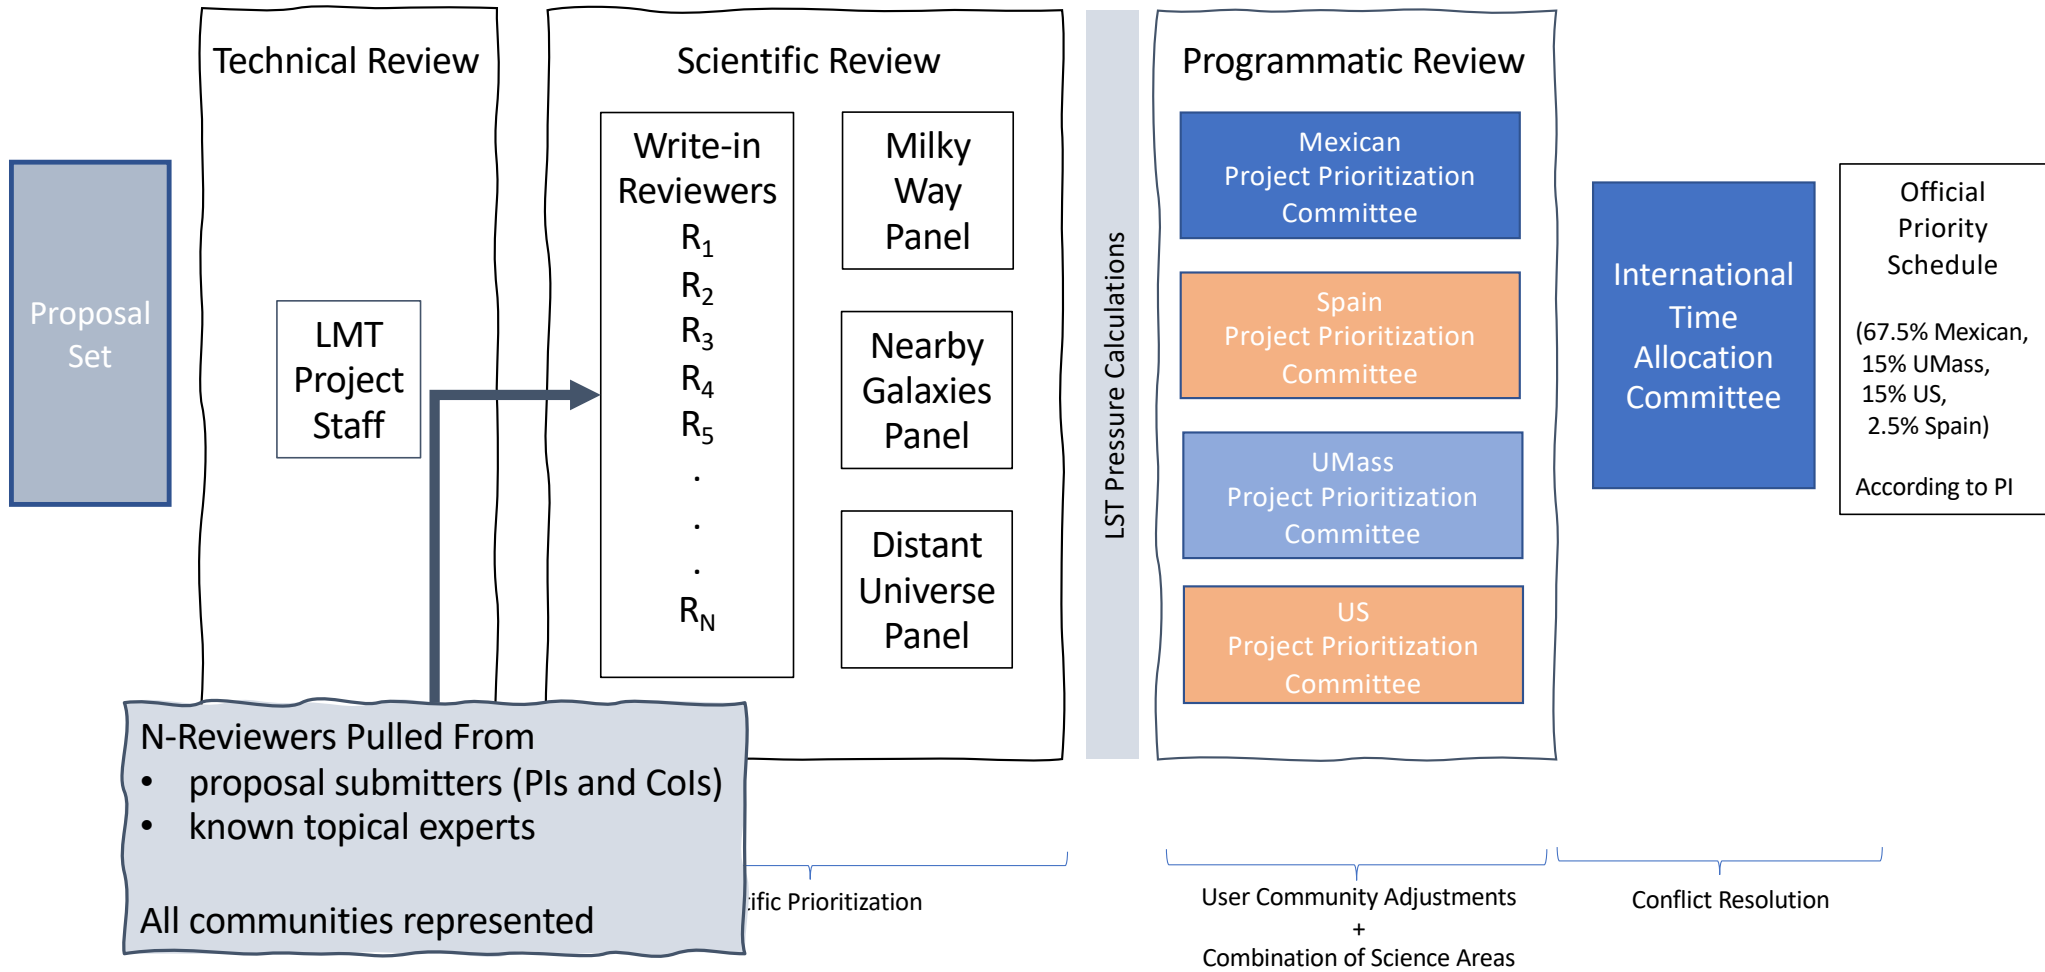 Technical Review
Scientific Review
Programmatic Review
Proposal
Set
LMT
Project
Staff
Write-in
Reviewers
R1
R2
R3
R4
R5
.
.
.
RN
Milky
Way
Panel
Nearby
Galaxies
Panel
Distant
Universe
Panel
LST Pressure Calculations
Mexican
Project Prioritization
Committee
Spain
Project Prioritization
Committee
UMass
Project Prioritization
Committee
US
Project Prioritization
Committee
International
Time
Allocation
Committee
Official
Priority
Schedule
(67.5% Mexican,
15% UMass,
15% US,
2.5% Spain)
According to PI
N-Reviewers Pulled From
• proposal submitters (PIs and CoIs)
• known topical experts
All communities represented
tific Prioritization
User Community Adjustments
+
Combination of Science Areas
Conflict Resolution